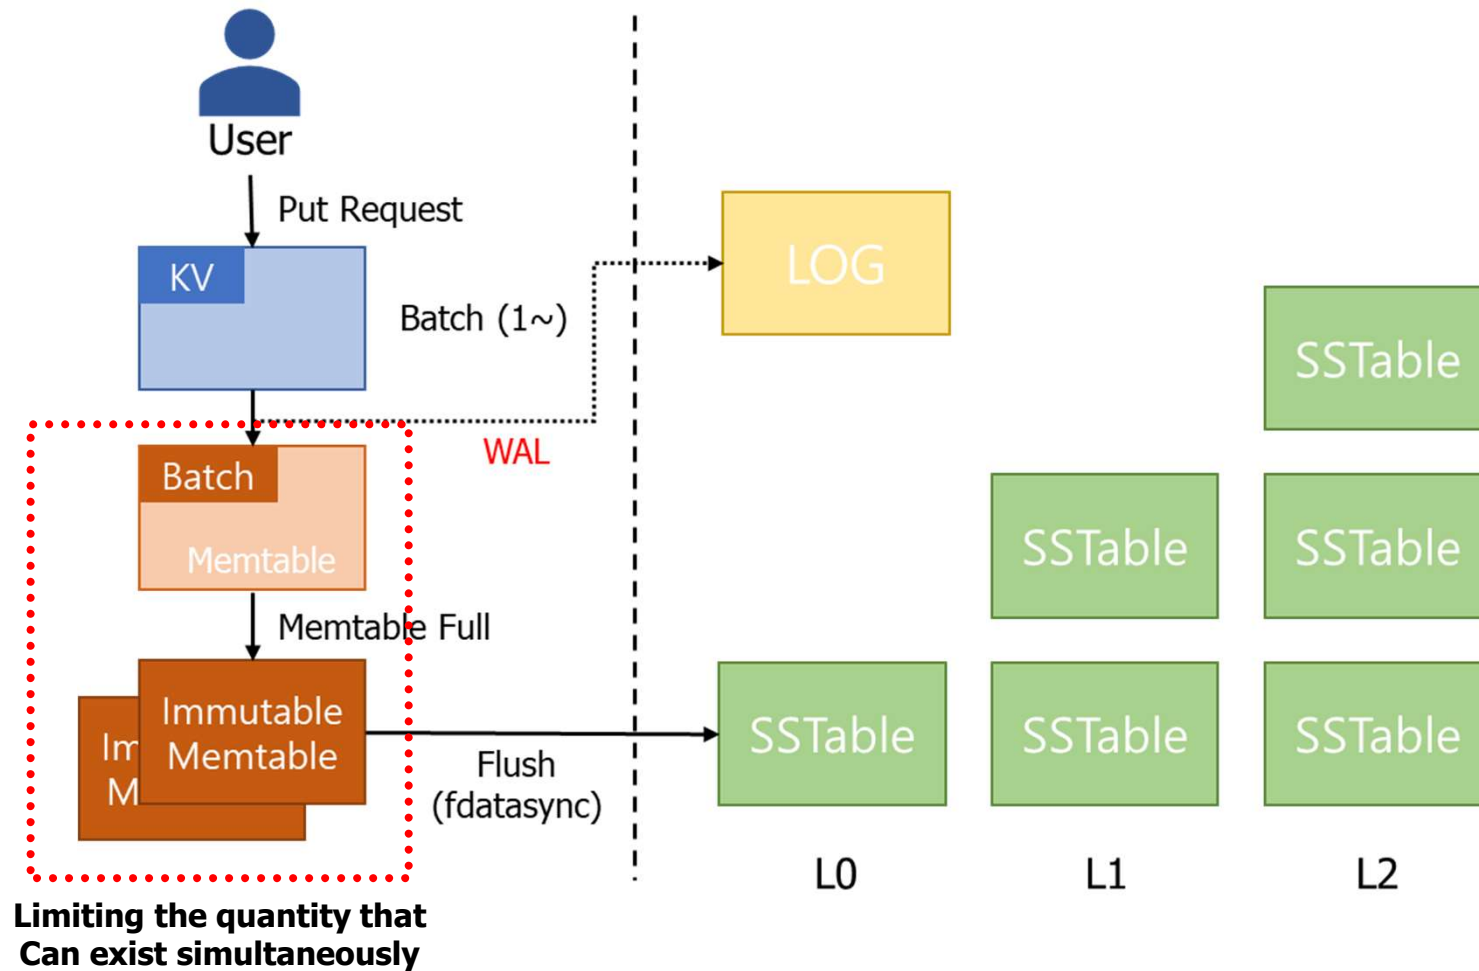 User
Put Request
KV
LOG
Batch (1~)
SSTable
WAL
Batch
Memtable
SSTable
SSTable
Memtable Full
Immutable
Memtable
Im
M
SSTable
SSTable
SSTable
Flush
(fdatasync)
L0
L1
L2
Limiting the quantity that
Can exist simultaneously